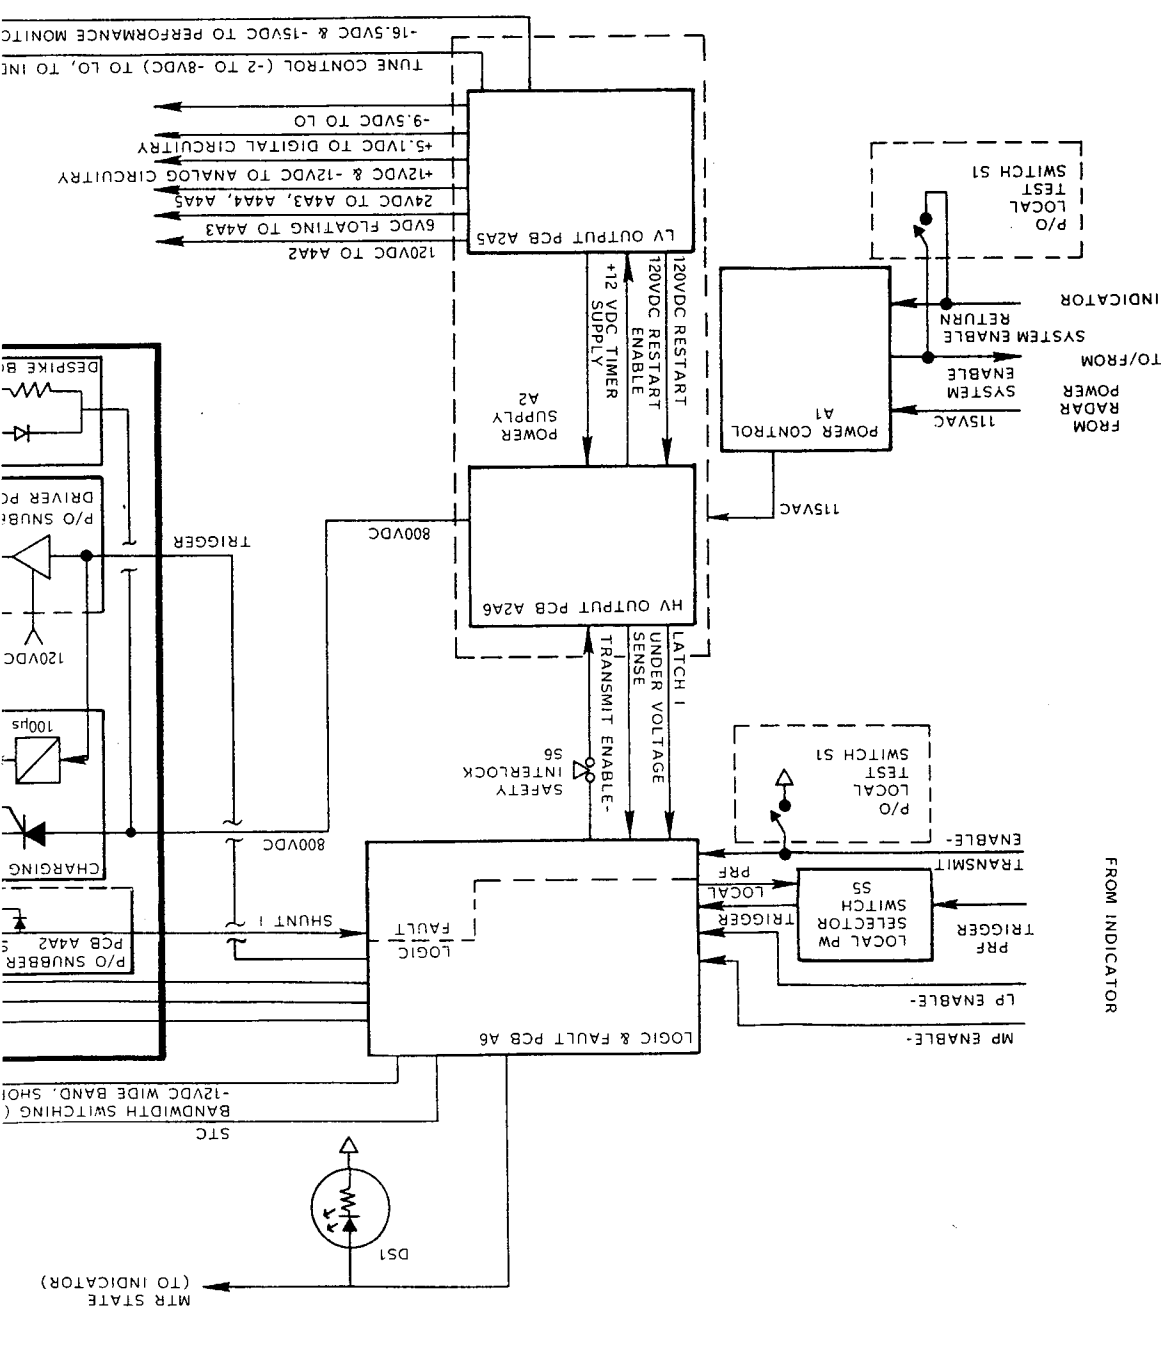 MTR STATE
(TO INDICATOR)
DS1
STC
BANDWIDTH SWITCHING (
-12VDC WIDE BAND, SHO
MP ENABLE-
LP ENABLE-
FROM INDICATOR
PRF
TRIGGER
LOCAL PW
SELECTOR
SWITCH
S5
TRIGGER
LOCAL
PRF
TRANSMIT
ENABLE-
P/O
LOCAL
TEST
SWITCH S1
LOGIC & FAULT PCB A6
LOGIC
FAULT
SHUNT I
P/O SNUBBER
PCB A4A2
CHARGING
800VDC
100μs
120VDC
P/O SNUBBE
DRIVER PC
TRIGGER
DESPIKE B
LATCH I
UNDER VOLTAGE
SENSE
TRANSMIT ENABLE-
SAFETY
INTERLOCK
S6
HV OUTPUT PCB A2A6
800VDC
115VAC
FROM
RADAR
POWER
115VAC
POWER CONTROL
A1
SYSTEM
ENABLE
TO/FROM
INDICATOR
SYSTEM ENABLE
RETURN
P/O
LOCAL
TEST
SWITCH S1
POWER
SUPPLY
A2
120VDC RESTART
120VDC RESTART
ENABLE
+12 VDC TIMER
SUPPLY
LV OUTPUT PCB A2A5
120VDC TO A4A2
6VDC FLOATING TO A4A3
24VDC TO A4A3, A4A4, A4A5
+12VDC & -12VDC TO ANALOG CIRCUITRY
+5.1VDC TO DIGITAL CIRCUITRY
-9.5VDC TO LO
TUNE CONTROL (-2 TO -8VDC) TO LO, TO IN
-16.5VDC & -15VDC TO PERFORMANCE MONIT